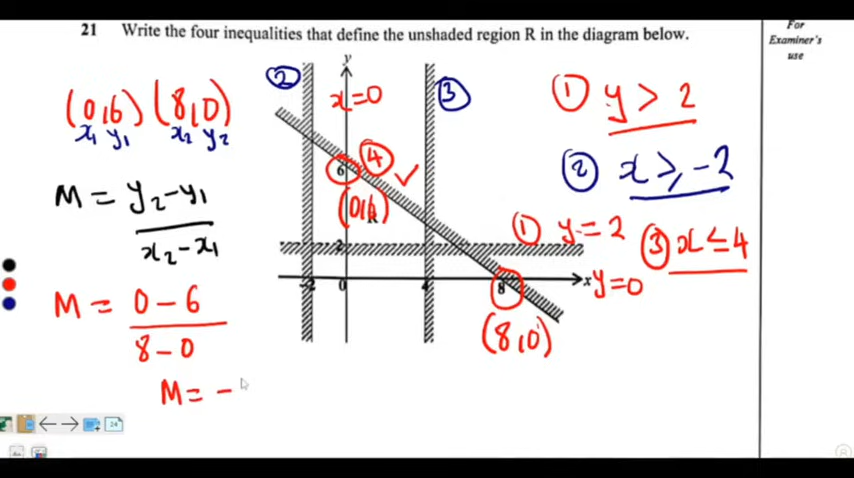 21 Write the four inequalities that define the unshaded region R in the diagram below.
For
Examiner's
use
(0,6) (8,0)
x₁ y₁ x₂ y₂
M = y₂-y₁
x₂-x₁
M = 0-6
8-0
M = -
② y
x=0 ③
6 ④ ✓
(0,6)
R
① y=2
2
-2 0 4 8 x y=0
(8,0)
① y > 2
② x ≥ -2
③ x ≤ 4
24